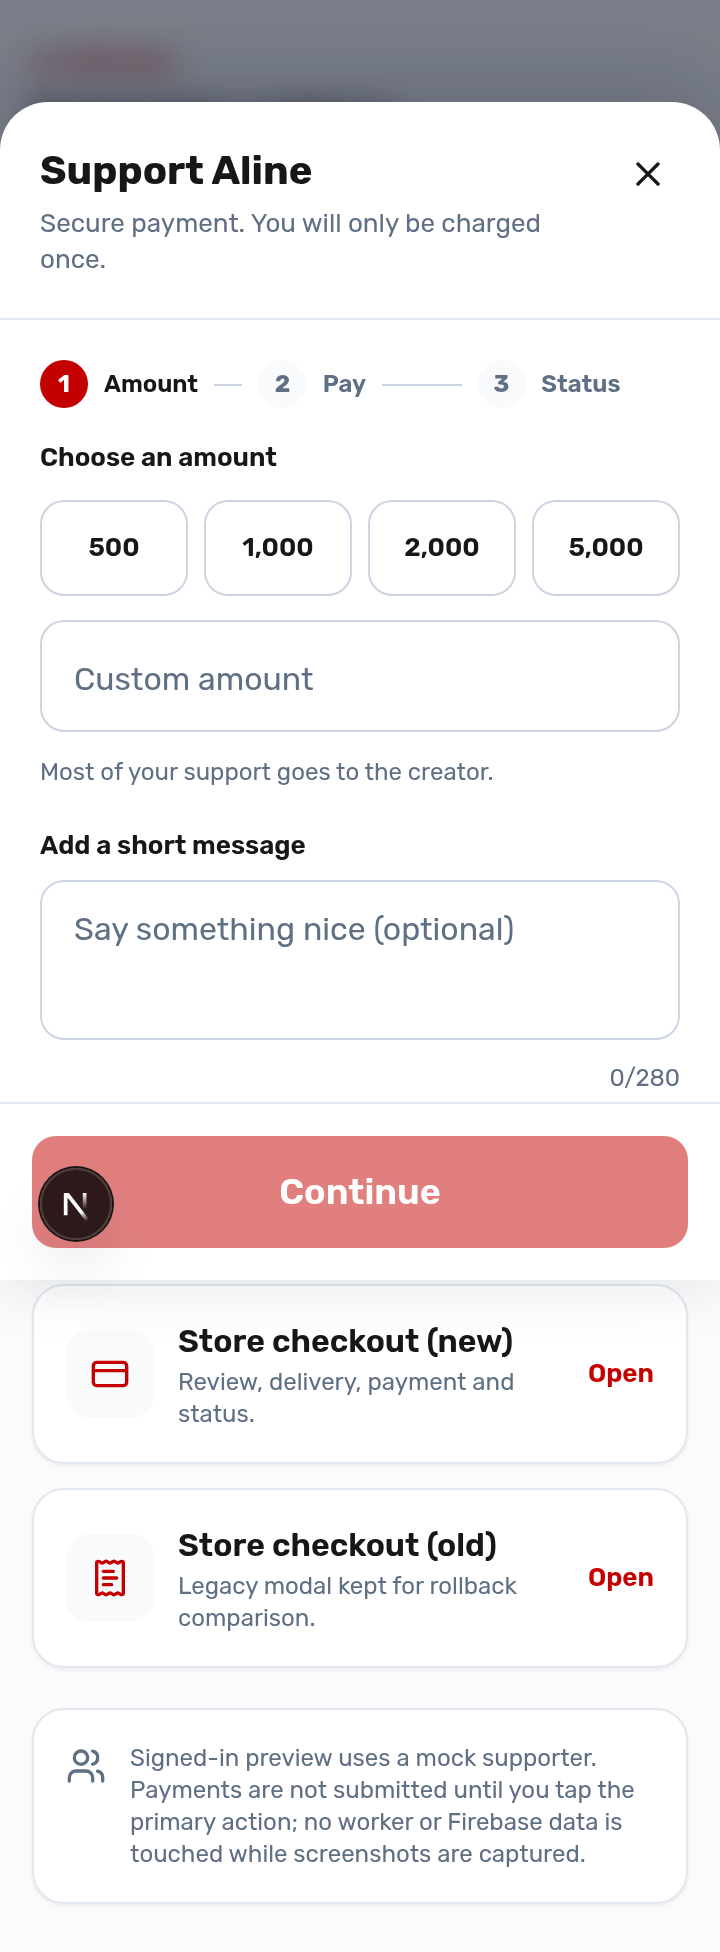 Support Aline
Secure payment. You will only be charged
once.
1 Amount 2 Pay 3 Status
Choose an amount
500 1,000 2,000 5,000
Custom amount
Most of your support goes to the creator.
Add a short message
Say something nice (optional)
0/280
N
Continue
Store checkout (new)
Review, delivery, payment and
status.
Open
Store checkout (old)
Legacy modal kept for rollback
comparison.
Open
Signed-in preview uses a mock supporter.
Payments are not submitted until you tap the
primary action; no worker or Firebase data is
touched while screenshots are captured.